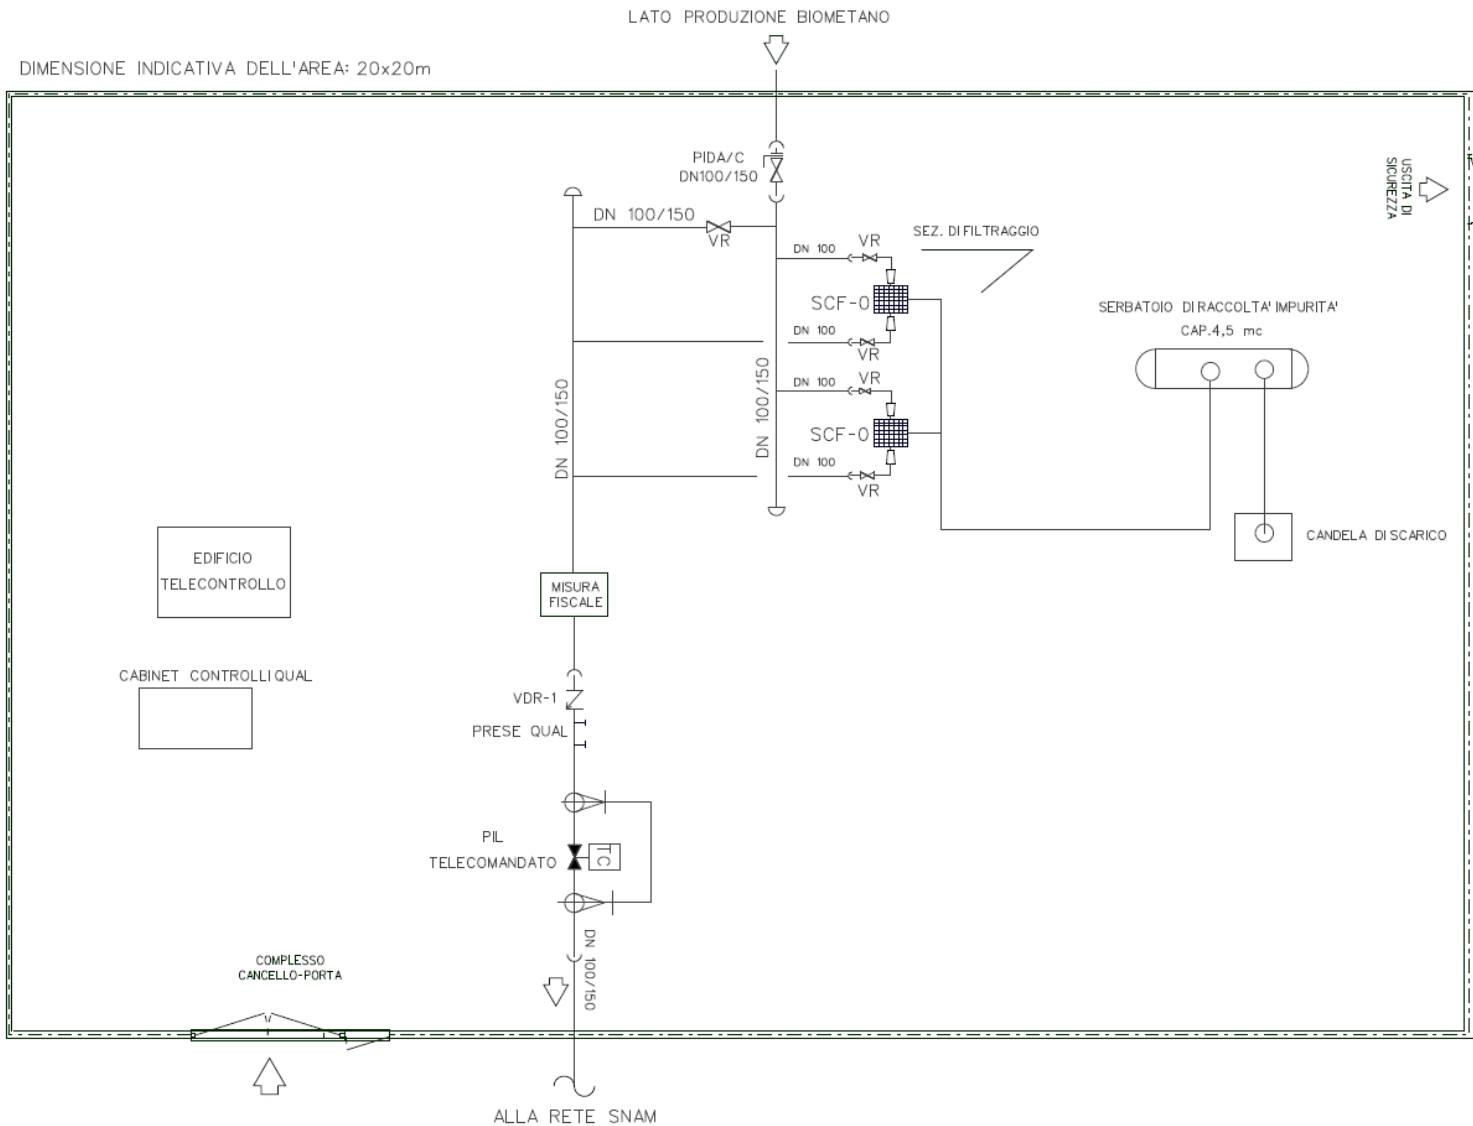 LATO PRODUZIONE BIOMETANO
DIMENSIONE INDICATIVA DELL'AREA: 20x20m
PIDA/C
DN100/150
USCITA DI
SICUREZZA
DN 100/150
VR
SEZ. DI FILTRAGGIO
DN 100
VR
SCF-0
DN 100
VR
SERBATOIO DI RACCOLTA' IMPURITA'
CAP.4,5 mc
DN 100/150
DN 100/150
DN 100
VR
SCF-0
DN 100
VR
CANDELA DI SCARICO
EDIFICIO
TELECONTROLLO
MISURA
FISCALE
CABINET CONTROLLI QUAL
VDR-1
PRESE QUAL
PIL
TELECOMANDATO
TC
DN 100/150
COMPLESSO
CANCELLO-PORTA
ALLA RETE SNAM